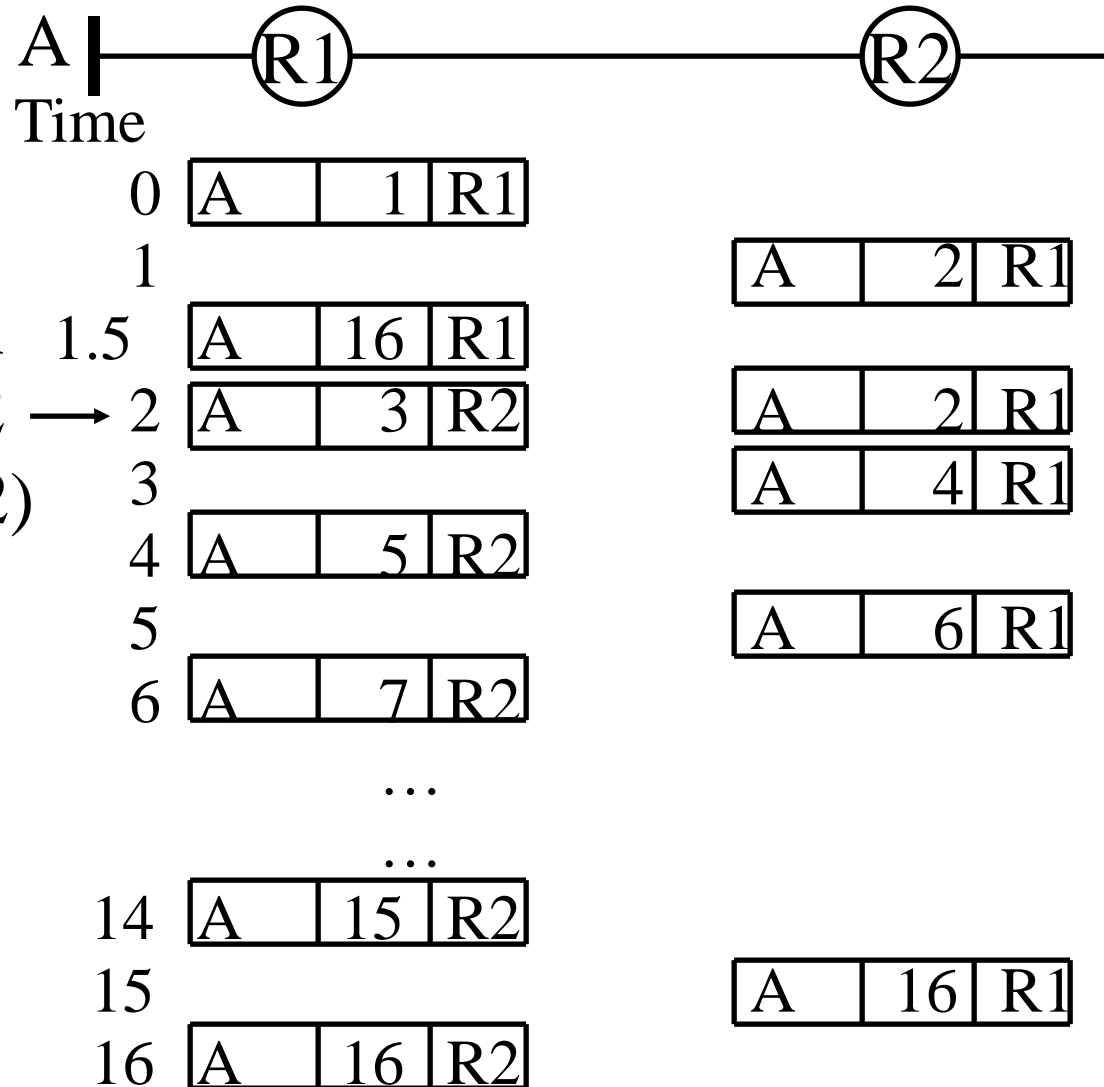 A R1 R2
Time
0 A 1 R1
1 A 2 R1
1.5 A 16 R1
2 A 3 R2 A 2 R1
2) 3 A 4 R1
4 A 5 R2
5 A 6 R1
6 A 7 R2
…
…
14 A 15 R2
15 A 16 R1
16 A 16 R2